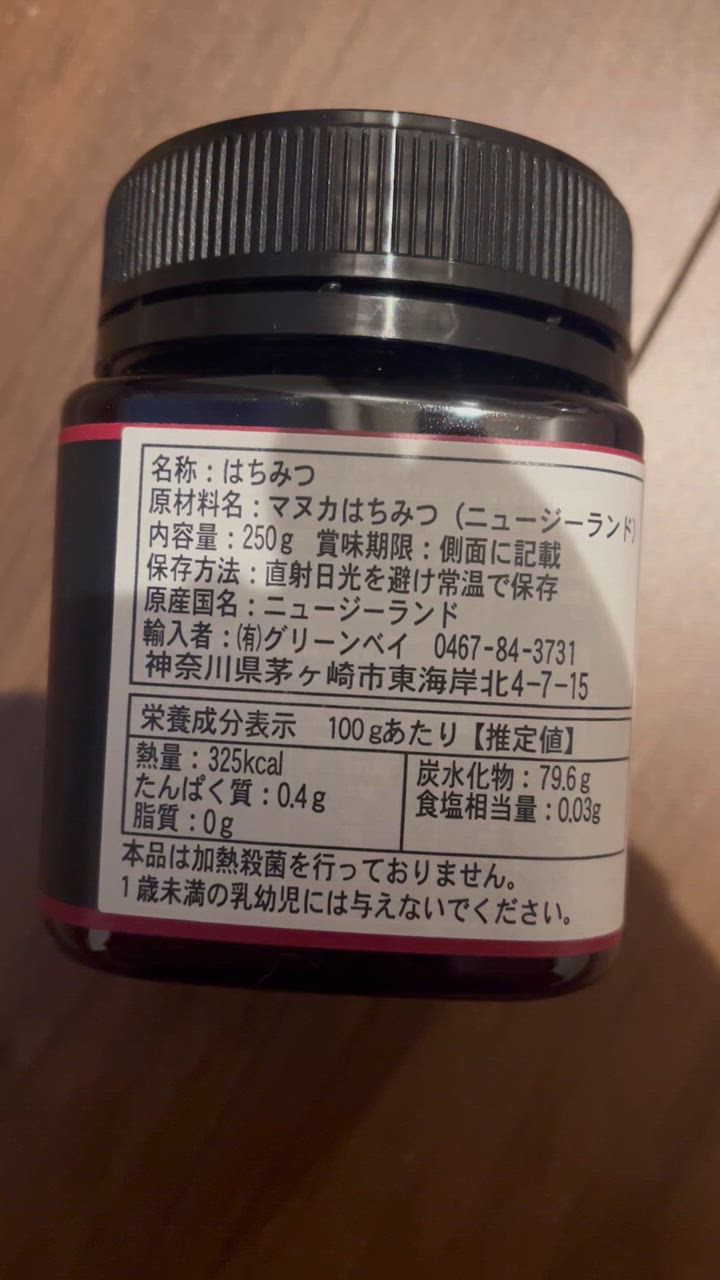 名称：はちみつ
原材料名：マヌカはちみつ（ニュージーランド）
内容量：250g　賞味期限：側面に記載
保存方法：直射日光を避け常温で保存
原産国名：ニュージーランド
輸入者：㈲グリーンベイ　0467-84-3731
神奈川県茅ヶ崎市東海岸北4-7-15
栄養成分表示　100gあたり【推定値】
熱量：325kcal
たんぱく質：0.4g
脂質：0g
炭水化物：79.6g
食塩相当量：0.03g
本品は加熱殺菌を行っておりません。
1歳未満の乳幼児には与えないでください。